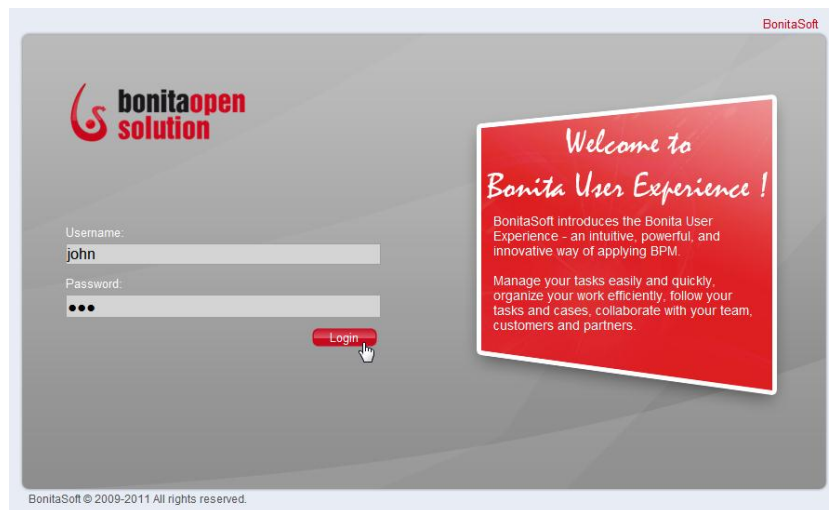 BonitaSoft
bonitaopen
solution
Welcome to
Bonita User Experience !
BonitaSoft introduces the Bonita User
Experience - an intuitive, powerful, and
innovative way of applying BPM.
Manage your tasks easily and quickly,
organize your work efficiently, follow your
tasks and cases, collaborate with your team,
customers and partners.
Username:
john
Password:
●●●
Login
BonitaSoft © 2009-2011 All rights reserved.